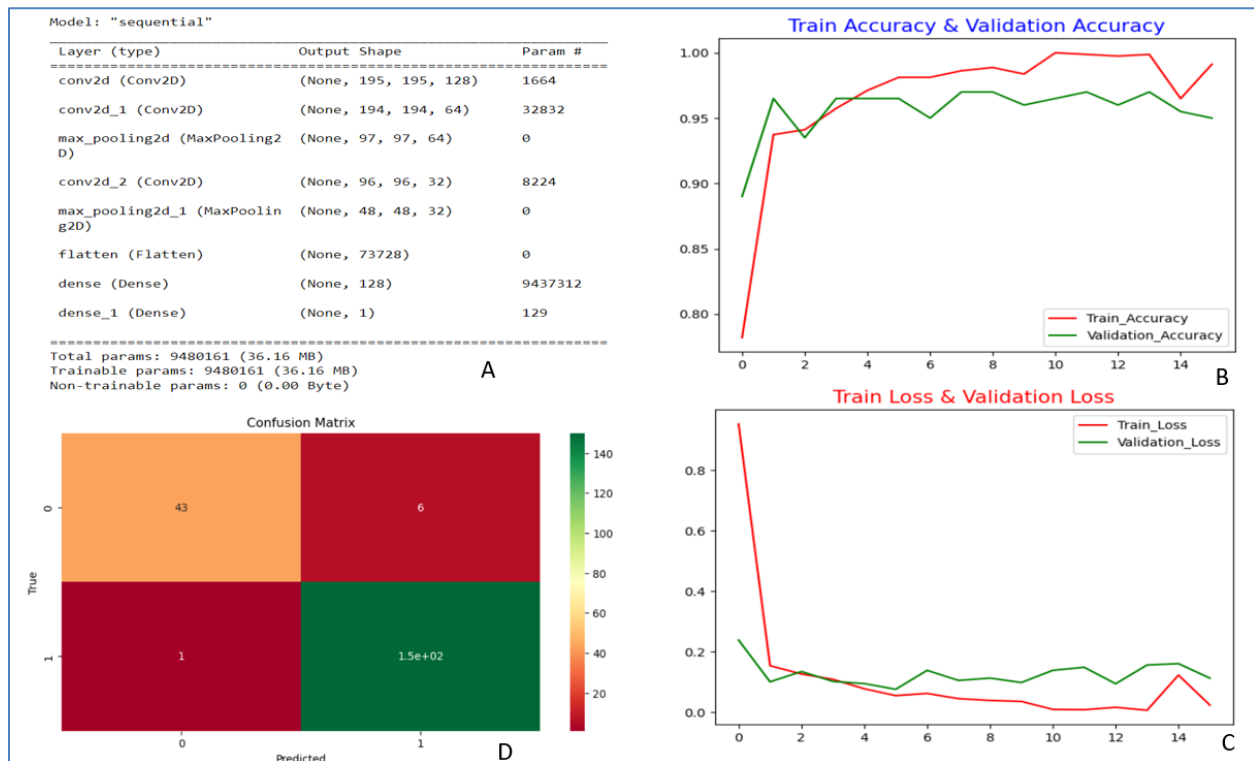 Model: "sequential"
Layer (type) Output Shape Param #
conv2d (Conv2D) (None, 195, 195, 128) 1664
conv2d_1 (Conv2D) (None, 194, 194, 64) 32832
max_pooling2d (MaxPooling2 (None, 97, 97, 64) 0
D)
conv2d_2 (Conv2D) (None, 96, 96, 32) 8224
max_pooling2d_1 (MaxPoolin (None, 48, 48, 32) 0
g2D)
flatten (Flatten) (None, 73728) 0
dense (Dense) (None, 128) 9437312
dense_1 (Dense) (None, 1) 129
Total params: 9480161 (36.16 MB)
Trainable params: 9480161 (36.16 MB)
Non-trainable params: 0 (0.00 Byte)
A
Train Accuracy & Validation Accuracy
1.00
0.95
0.90
0.85
0.80
Train_Accuracy
Validation_Accuracy
0 2 4 6 8 10 12 14
B
Confusion Matrix
43 6
1 1.5e+02
0
1
True
0 1
Predicted
140
120
100
80
60
40
20
D
Train Loss & Validation Loss
Train_Loss
Validation_Loss
0.8
0.6
0.4
0.2
0.0
0 2 4 6 8 10 12 14
C